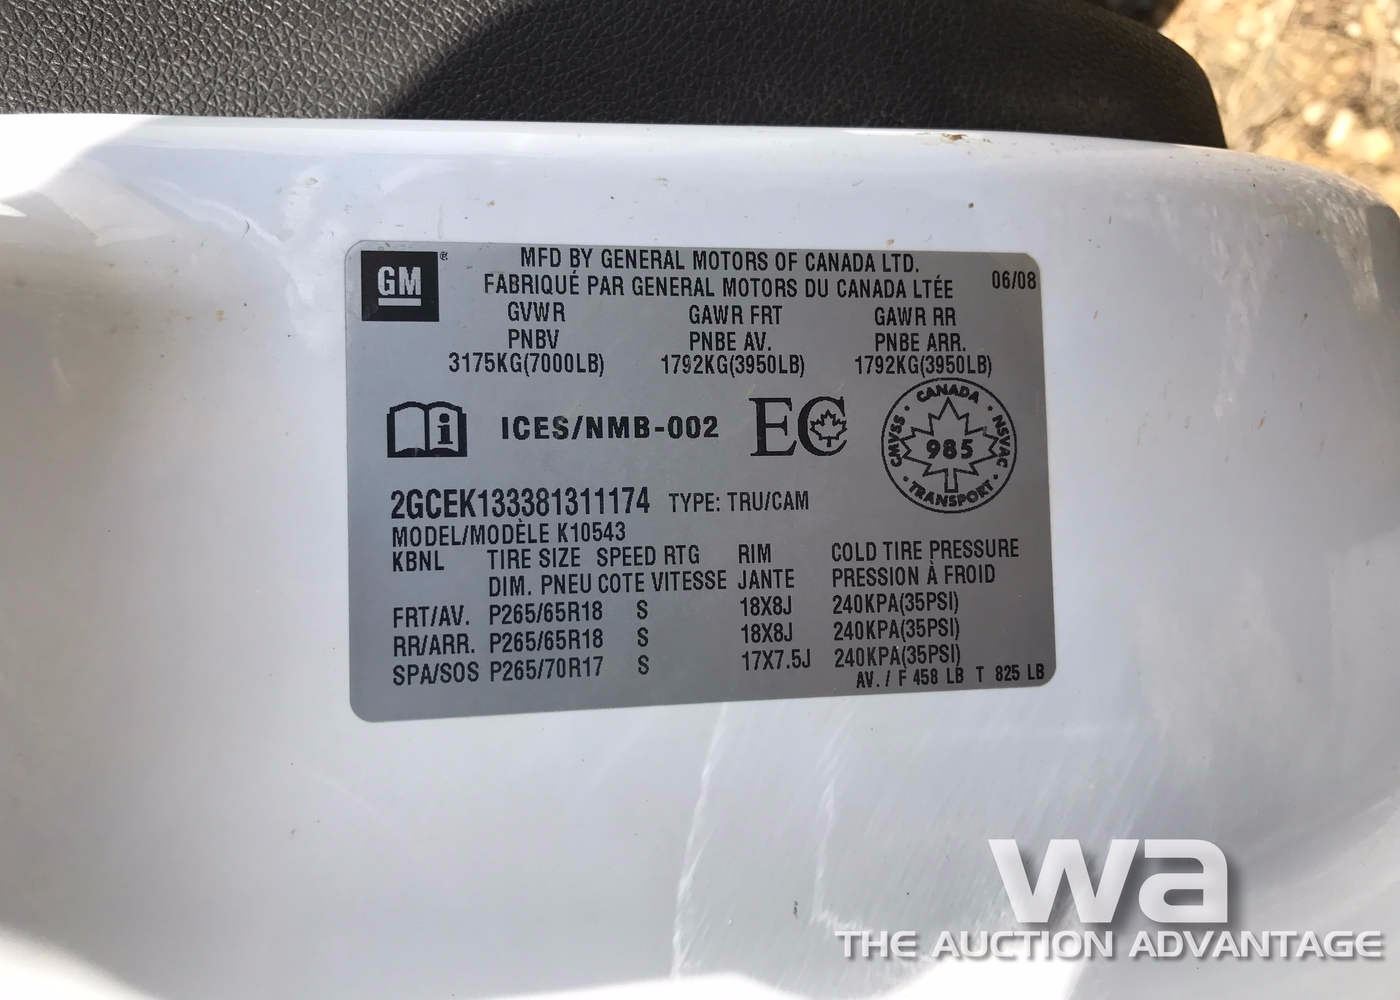 GM®
MFD BY GENERAL MOTORS OF CANADA LTD.
FABRIQUÉ PAR GENERAL MOTORS DU CANADA LTÉE
06/08
GVWR GAWR FRT GAWR RR
PNBV PNBE AV. PNBE ARR.
3175KG(7000LB) 1792KG(3950LB) 1792KG(3950LB)
i ICES/NMB-002 EC
CANADA
CMVSS • 985 • NSVAC
• TRANSPORT •
2GCEK133381311174 TYPE: TRU/CAM
MODEL/MODÈLE K10543
KBNL TIRE SIZE SPEED RTG RIM COLD TIRE PRESSURE
DIM. PNEU COTE VITESSE JANTE PRESSION À FROID
FRT/AV. P265/65R18 S 18X8J 240KPA(35PSI)
RR/ARR. P265/65R18 S 18X8J 240KPA(35PSI)
SPA/SOS P265/70R17 S 17X7.5J 240KPA(35PSI)
AV. / F 458 LB T 825 LB
wa
THE AUCTION ADVANTAGE